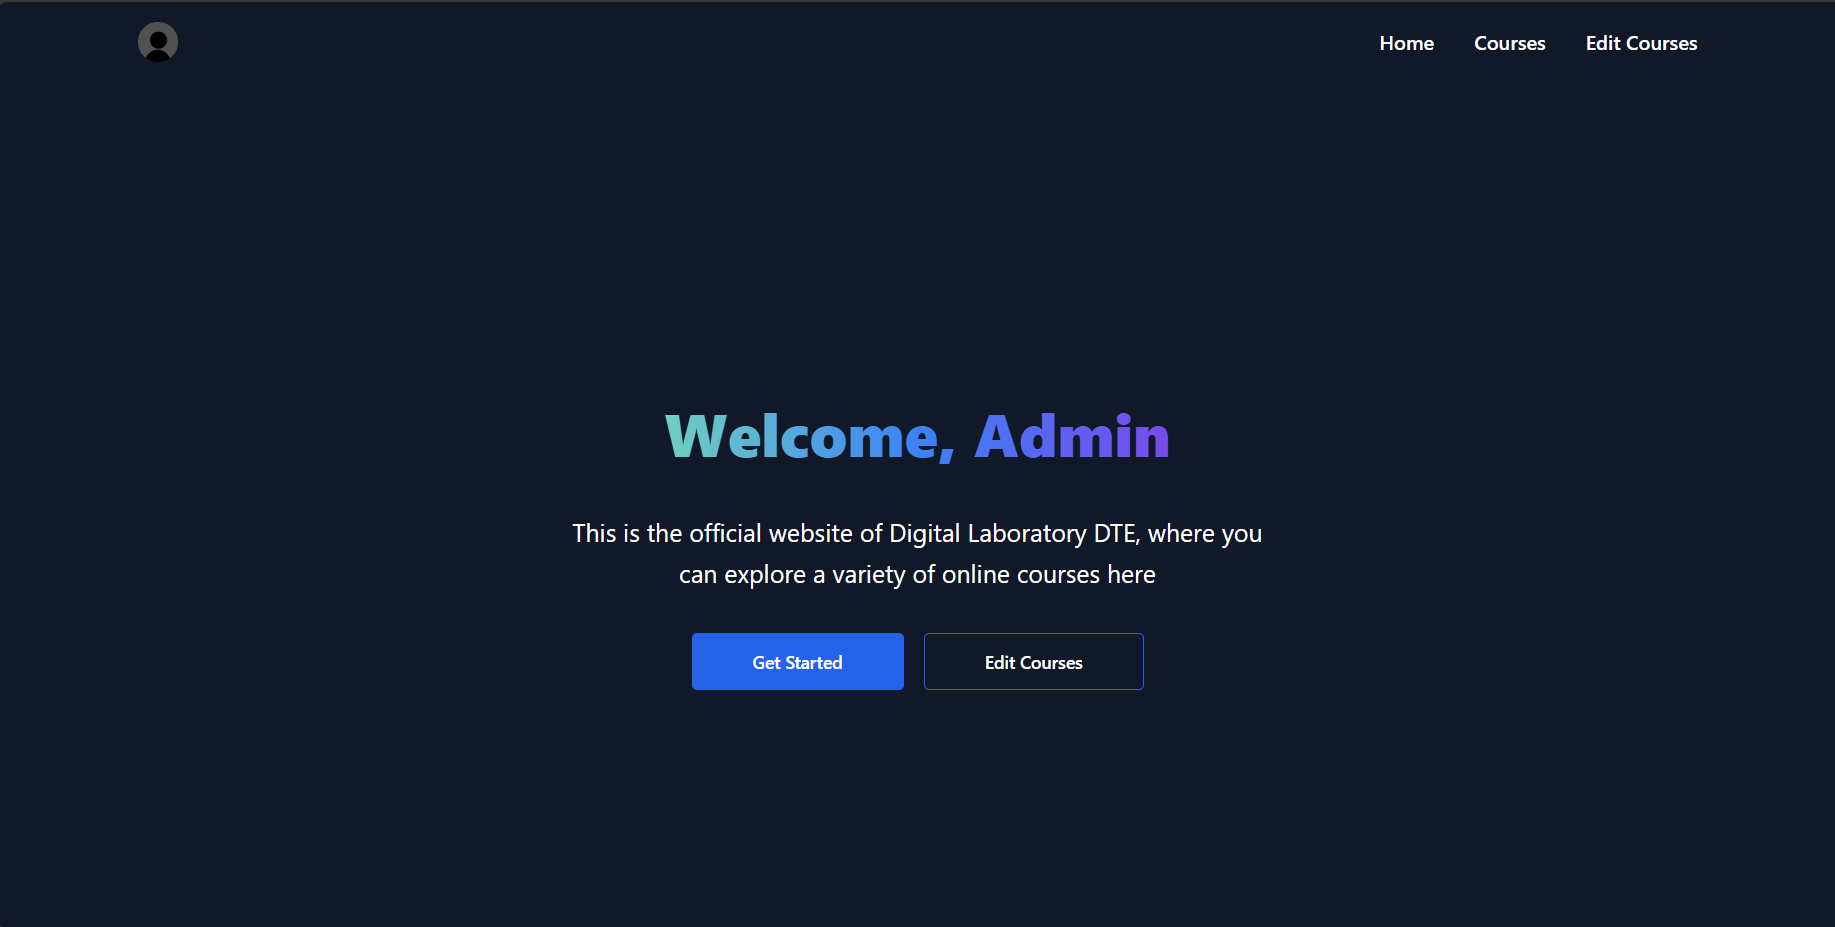 Home
Courses
Edit Courses
Welcome, Admin
This is the official website of Digital Laboratory DTE, where you
can explore a variety of online courses here
Get Started
Edit Courses